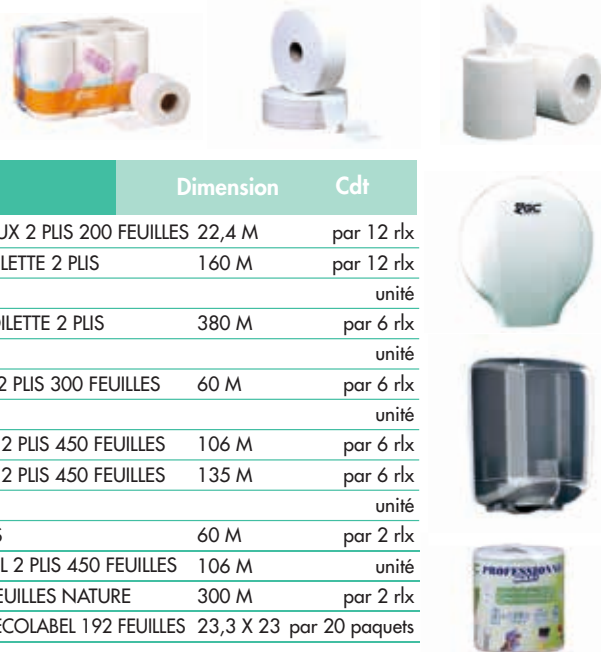 Dimension Cdt
UX 2 PLIS 200 FEUILLES 22,4 M par 12 rlx
LETTE 2 PLIS 160 M par 12 rlx
unité
ILETTE 2 PLIS 380 M par 6 rlx
unité
2 PLIS 300 FEUILLES 60 M par 6 rlx
unité
2 PLIS 450 FEUILLES 106 M par 6 rlx
2 PLIS 450 FEUILLES 135 M par 6 rlx
unité
S 60 M par 2 rlx
L 2 PLIS 450 FEUILLES 106 M unité
EUILLES NATURE 300 M par 2 rlx
ECOLABEL 192 FEUILLES 23,3 X 23 par 20 paquets